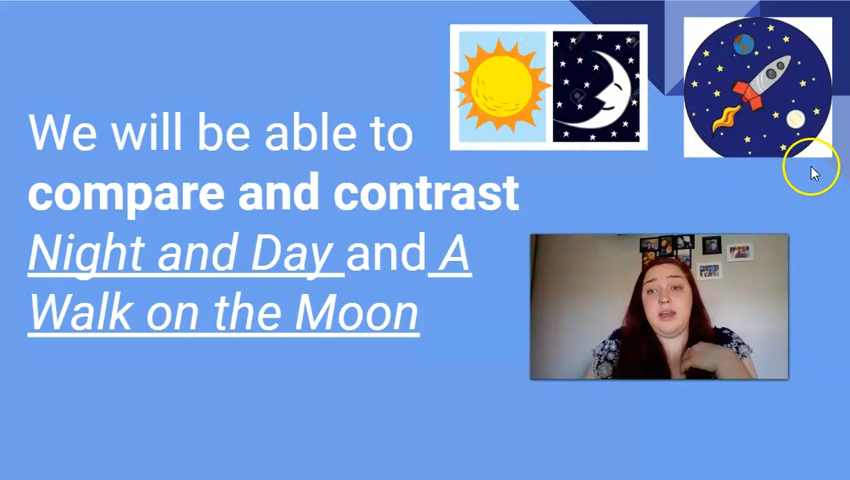 We will be able to
compare and contrast
Night and Day and A
Walk on the Moon